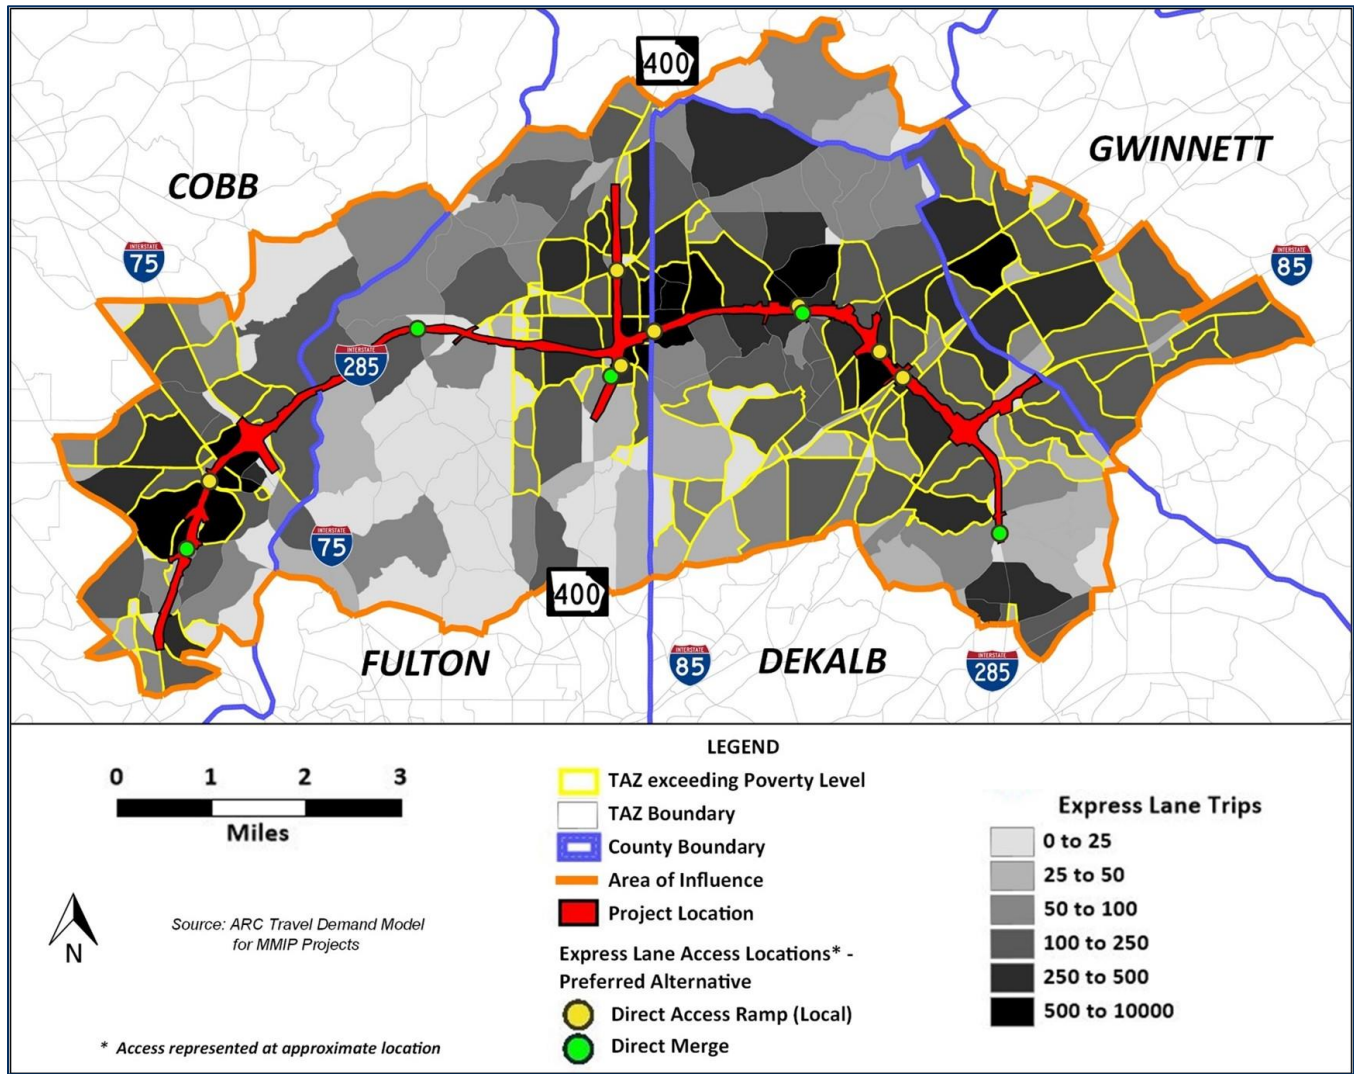 400
GWINNETT
COBB
INTERSTATE
75
INTERSTATE
85
INTERSTATE
285
INTERSTATE
75
400
FULTON
INTERSTATE
85
DEKALB
INTERSTATE
285
0 1 2 3
Miles
N
Source: ARC Travel Demand Model
for MMIP Projects
* Access represented at approximate location
LEGEND
TAZ exceeding Poverty Level
TAZ Boundary
County Boundary
Area of Influence
Project Location
Express Lane Access Locations* -
Preferred Alternative
Direct Access Ramp (Local)
Direct Merge
Express Lane Trips
0 to 25
25 to 50
50 to 100
100 to 250
250 to 500
500 to 10000